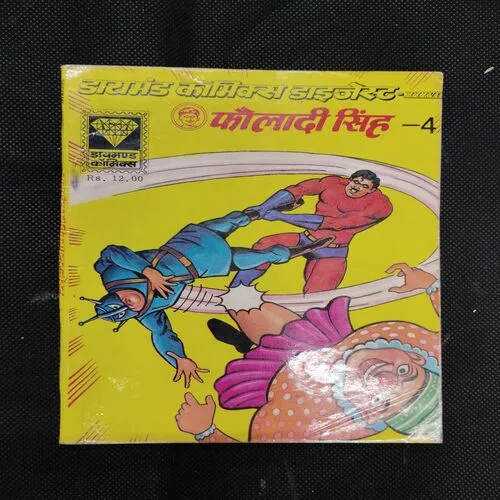 डायमंड कॉमिक्स डाइजेस्ट
फौलादी सिंह -4
डायमण्ड
कॉमिक्स
Rs. 12.00